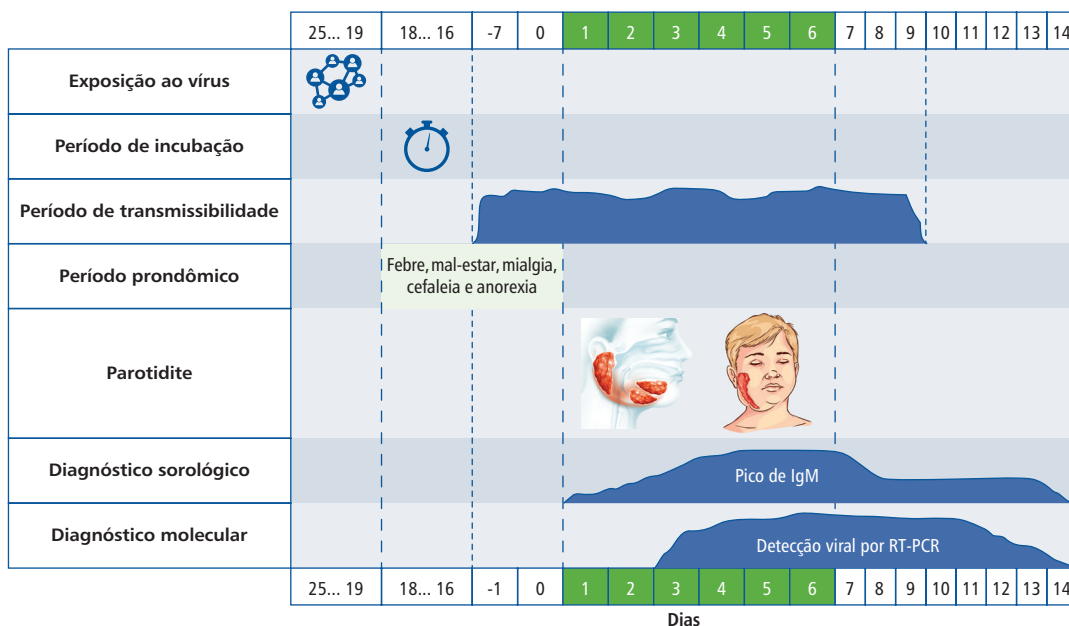 25... 19 18... 16 -7 0 1 2 3 4 5 6 7 8 9 10 11 12 13 14
Exposição ao vírus
Período de incubação
Período de transmissibilidade
Período prondômico
Febre, mal-estar, mialgia,
cefaleia e anorexia
Parotidite
Diagnóstico sorológico
Pico de IgM
Diagnóstico molecular
Detecção viral por RT-PCR
25... 19 18... 16 -1 0 1 2 3 4 5 6 7 8 9 10 11 12 13 14
Dias